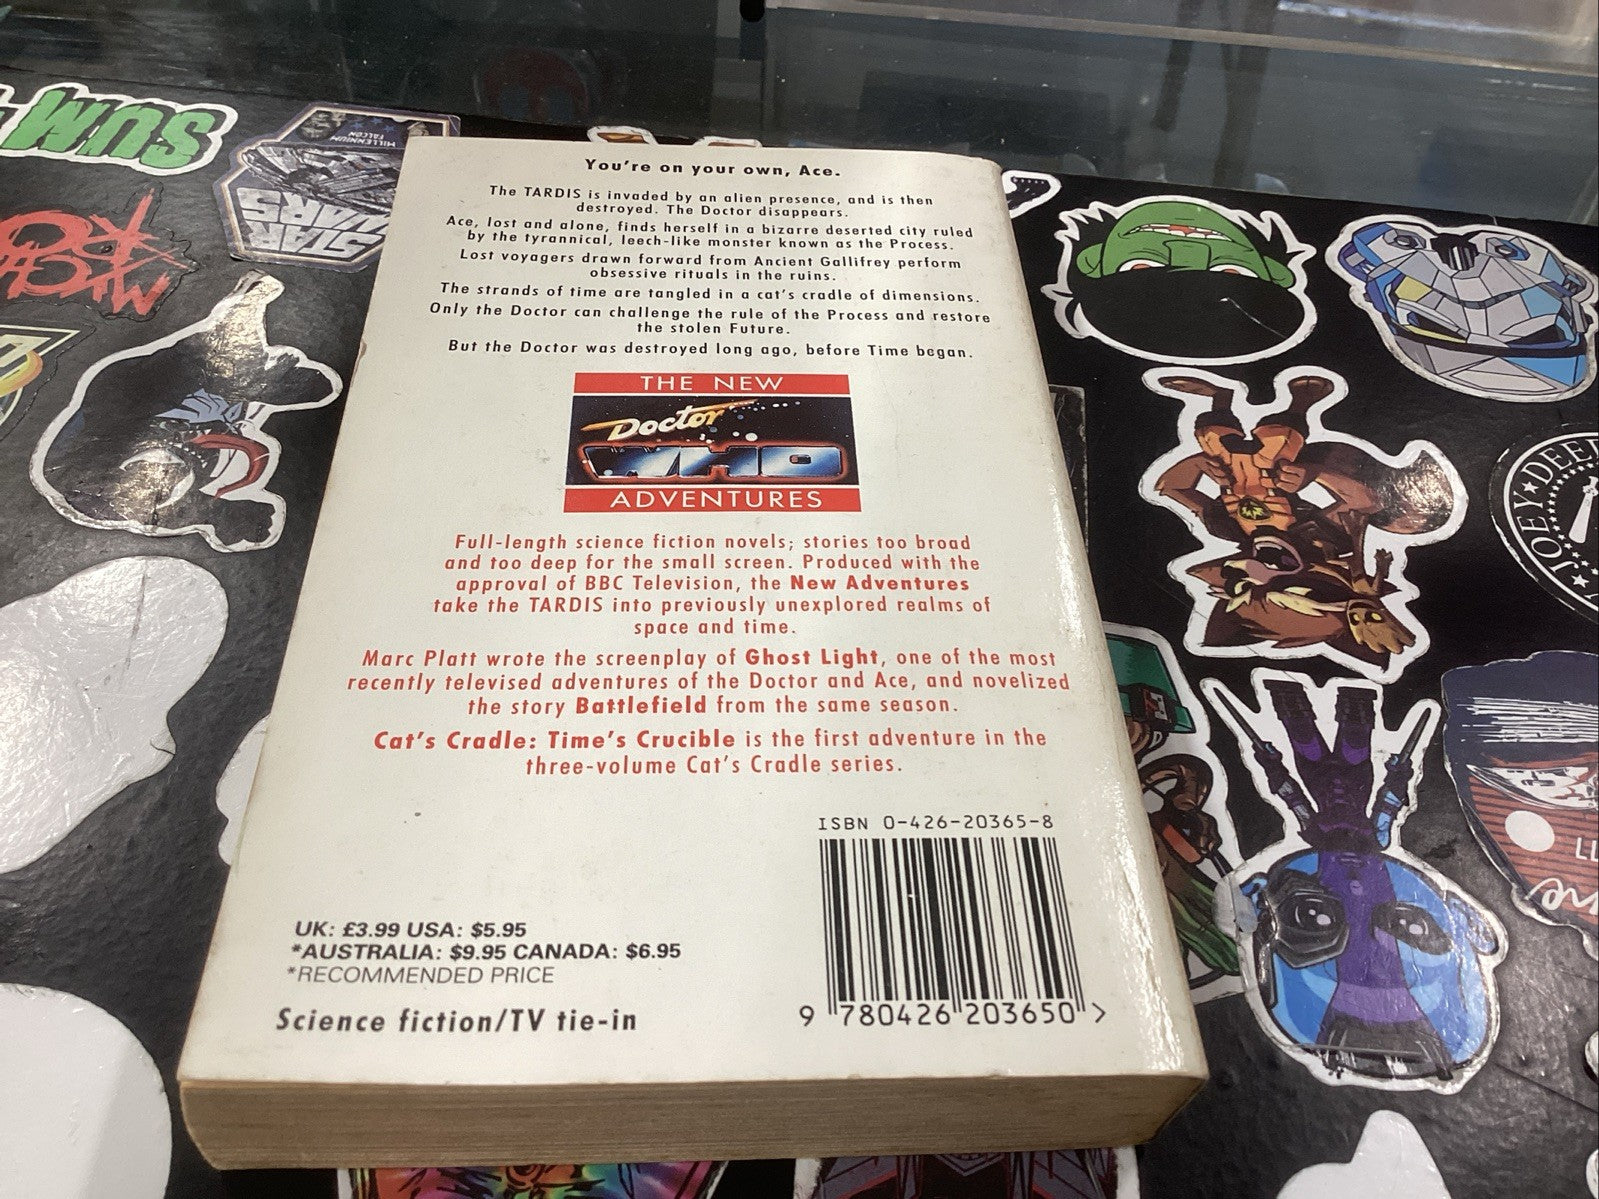 You're on your own, Ace.
The TARDIS is invaded by an alien presence, and is then
destroyed. The Doctor disappears.
Ace, lost and alone, finds herself in a bizarre deserted city ruled
by the tyrannical, leech-like monster known as the Process.
Lost voyagers drawn forward from Ancient Gallifrey perform
obsessive rituals in the ruins.
The strands of time are tangled in a cat's cradle of dimensions.
Only the Doctor can challenge the rule of the Process and restore
the stolen Future.
But the Doctor was destroyed long ago, before Time began.
THE NEW
Doctor
WHO
ADVENTURES
Full-length science fiction novels; stories too broad
and too deep for the small screen. Produced with the
approval of BBC Television, the New Adventures
take the TARDIS into previously unexplored realms of
space and time.
Marc Platt wrote the screenplay of Ghost Light, one of the most
recently televised adventures of the Doctor and Ace, and novelized
the story Battlefield from the same season.
Cat's Cradle: Time's Crucible is the first adventure in the
three-volume Cat's Cradle series.
ISBN 0-426-20365-8
UK: £3.99 USA: $5.95
*AUSTRALIA: $9.95 CANADA: $6.95
*RECOMMENDED PRICE
Science fiction/TV tie-in
9 780426 203650 >
SUM
MILLENNIUM
FALCON
STAR
WARS
JOEY DEE